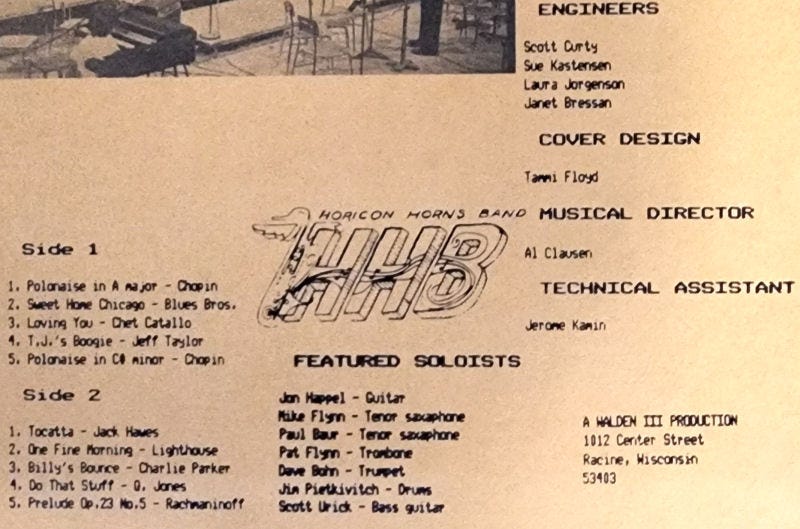 ENGINEERS
Scott Curty
Sue Kastensen
Laura Jorgenson
Janet Bressan
COVER DESIGN
Tammi Floyd
HORICON HORNS BAND
HHB
MUSICAL DIRECTOR
Al Clausen
TECHNICAL ASSISTANT
Jerome Kamin
Side 1
1. Polonaise in A major - Chopin
2. Sweet Home Chicago - Blues Bros.
3. Loving You - Chet Catallo
4. T.J.'s Boogie - Jeff Taylor
5. Polonaise in C# minor - Chopin
Side 2
1. Tocatta - Jack Hawes
2. One Fine Morning - Lighthouse
3. Billy's Bounce - Charlie Parker
4. Do That Stuff - Q. Jones
5. Prelude Op.23 No.5 - Rachmaninoff
FEATURED SOLOISTS
Jon Happel - Guitar
Mike Flynn - Tenor saxaphone
Paul Baur - Tenor saxaphone
Pat Flynn - Trombone
Dave Bohn - Trumpet
Jim Pietkivitch - Drums
Scott Urick - Bass guitar
A WALDEN III PRODUCTION
1012 Center Street
Racine, Wisconsin
53403